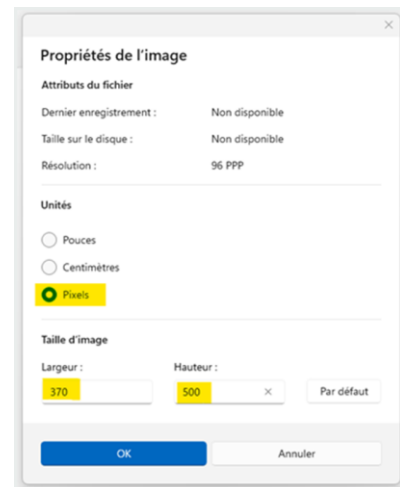 Propriétés de l'image
Attributs du fichier
Dernier enregistrement : Non disponible
Taille sur le disque : Non disponible
Résolution : 96 PPP
Unités
Pouces
Centimètres
Pixels
Taille d'image
Largeur : Hauteur :
370 500 × Par défaut
OK Annuler